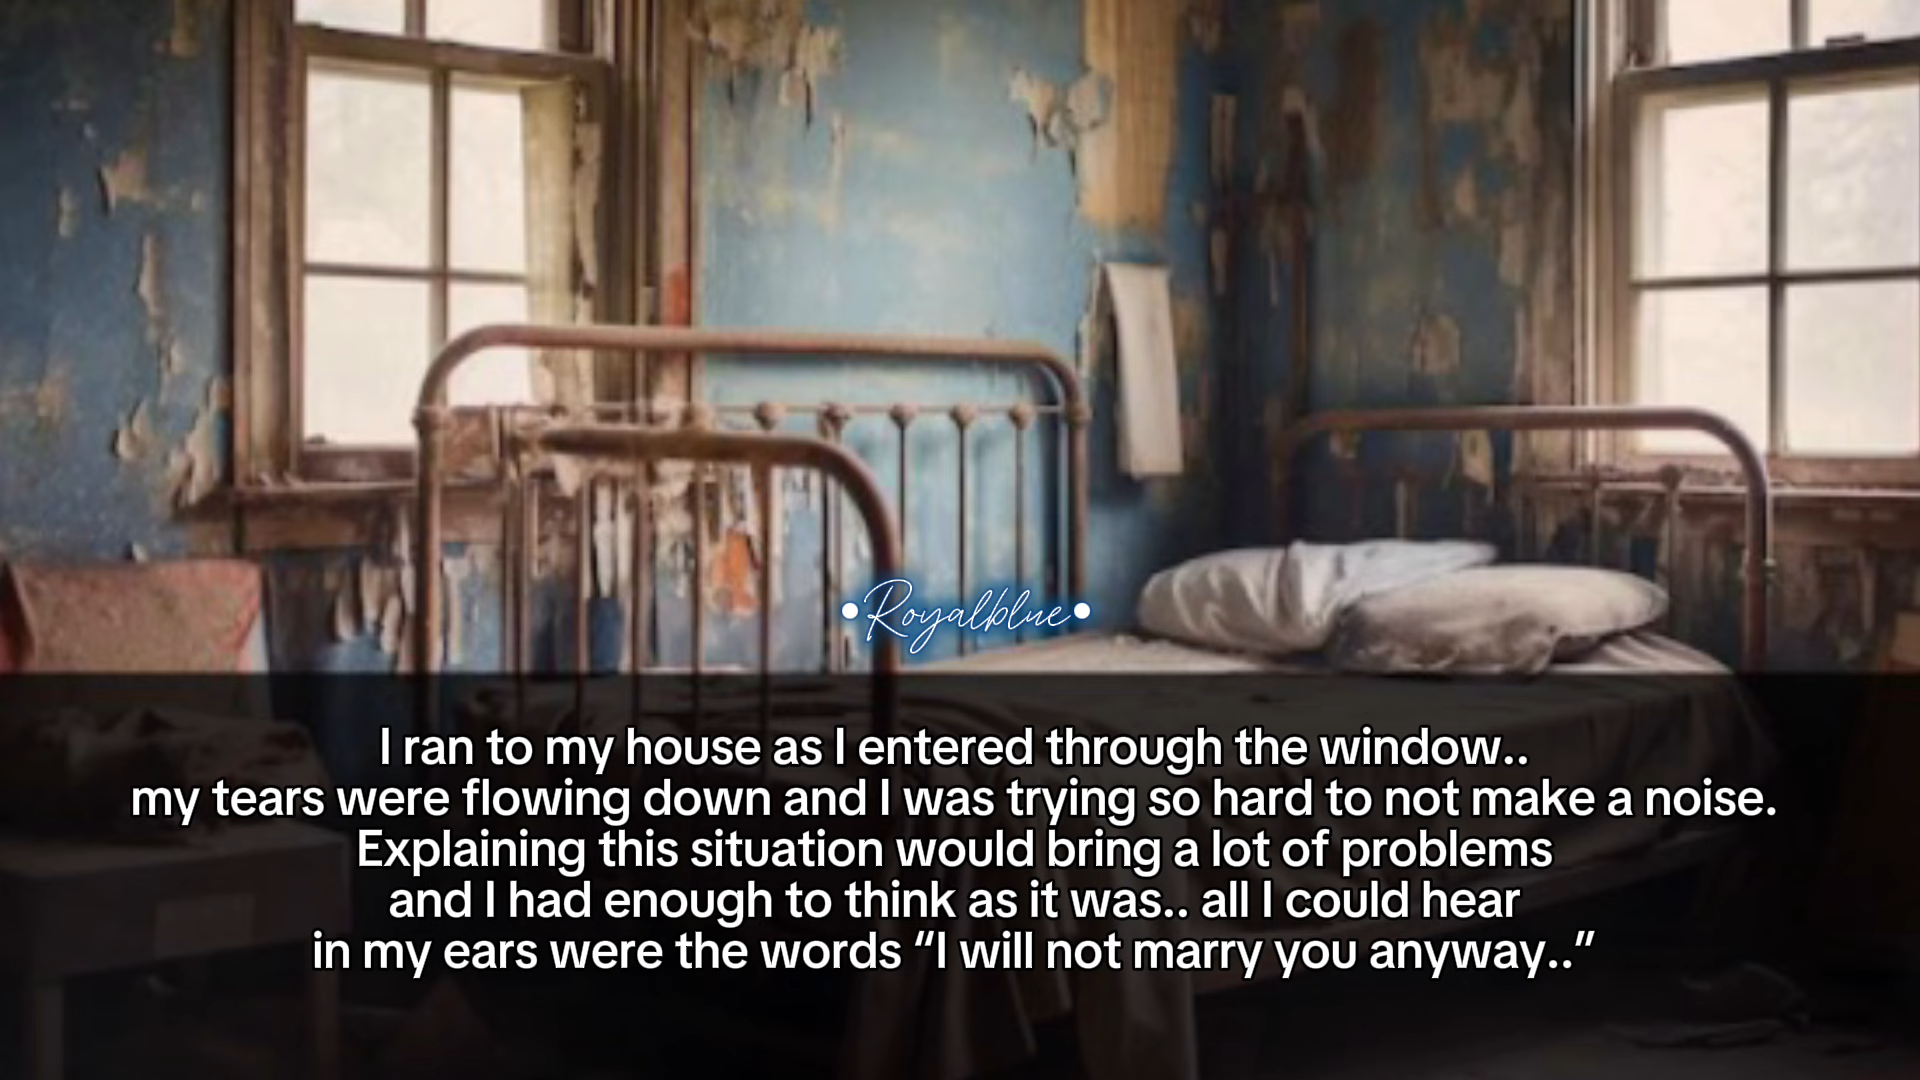 •Royalblue•
I ran to my house as I entered through the window..
my tears were flowing down and I was trying so hard to not make a noise.
Explaining this situation would bring a lot of problems
and I had enough to think as it was.. all I could hear
in my ears were the words “I will not marry you anyway..”